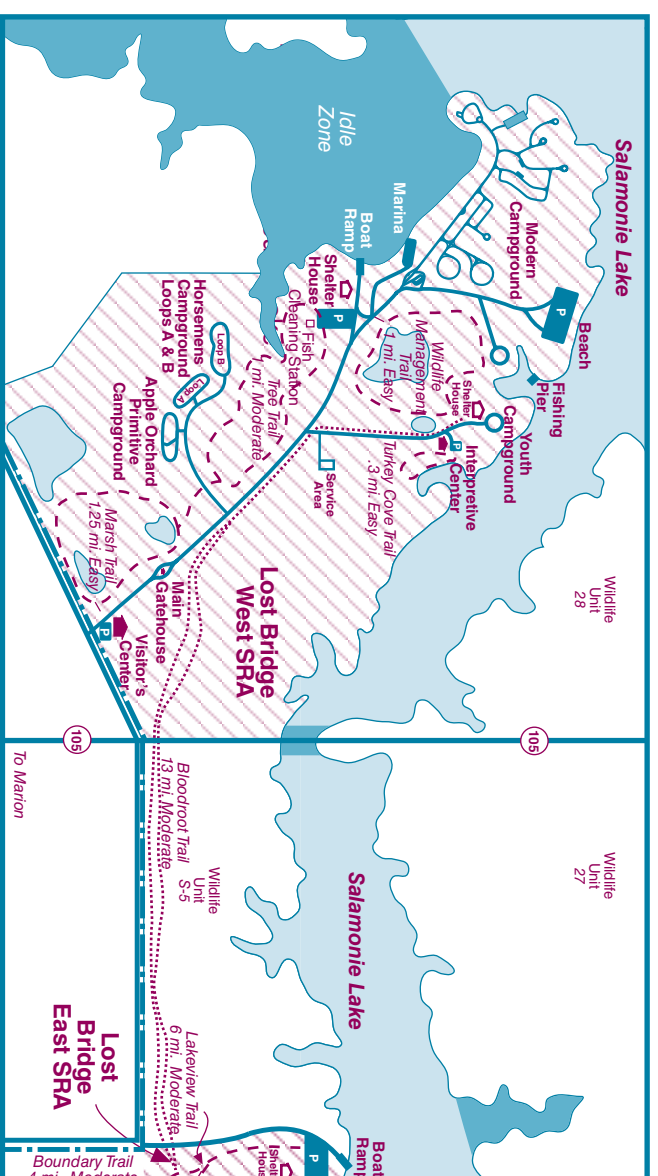 Salamonie Lake
Idle
Zone
Modern
Campground
Marina
Boat
Ramp
Shelter
House
P
Fish
Cleaning Station
P
Beach
Fishing
Pier
Wildlife
Management
Trail
1 mi. Easy
Shelter
House
Youth
Campground
P
Interpretive
Center
Turkey Cove Trail
.3 mi. Easy
Service
Area
Horsemens
Campground
Loops A & B
Loop B
Loop A
Tree Trail
mi. Moderate
Apple Orchard
Primitive
Campground
Marsh Trail
1.25 mi. Easy
Main
Gatehouse
P
Visitor's
Center
Lost Bridge
West SRA
Wildlife
Unit
28
105
105
To Marion
Bloodroot Trail
13 mi. Moderate
Wildlife
Unit
S-5
Wildlife
Unit
27
Salamonie Lake
Lost
Bridge
East SRA
Lakeview Trail
6 mi. Moderate
Boundary Trail
mi. Moderate
P
Boat
Ramp